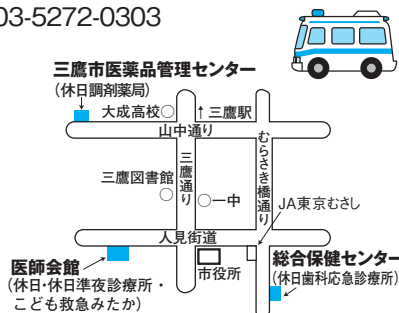 03-5272-0303
三鷹市医薬品管理センター
(休日調剤薬局)
大成高校
↑三鷹駅
山中通り
三鷹通り
むらさき橋通り
三鷹図書館
一中
JA東京むさし
人見街道
医師会館
(休日・休日準夜診療所・
こども救急みたか)
市役所
総合保健センター
(休日歯科応急診療所)